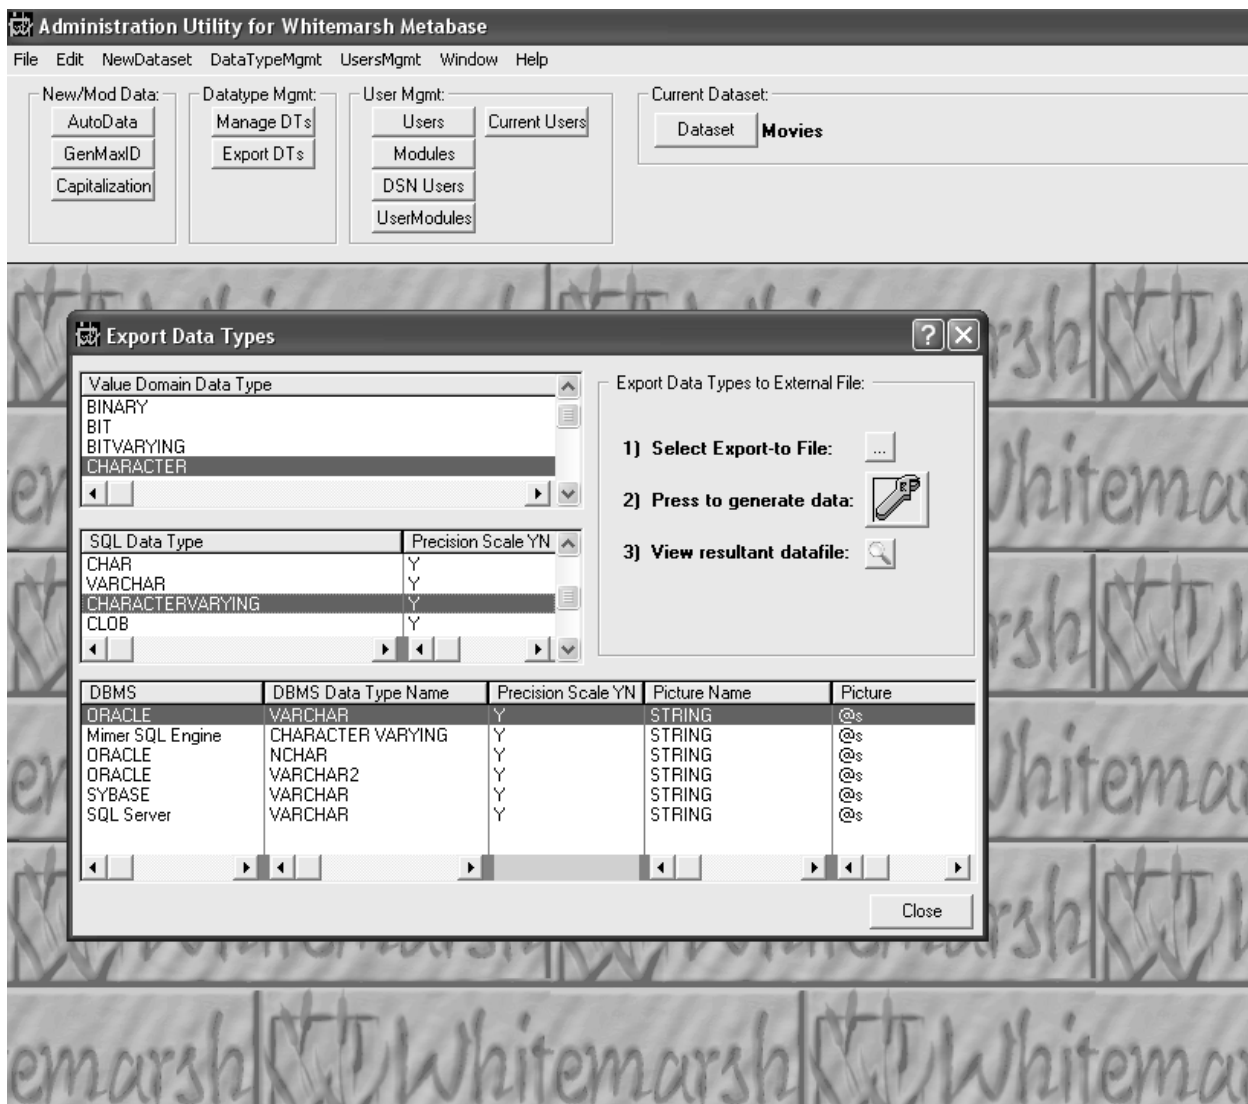 Administration Utility for Whitemarsh Metabase
File Edit NewDataset DataTypeMgmt UsersMgmt Window Help
New/Mod Data: Datatype Mgmt: User Mgmt: Current Dataset:
AutoData Manage DTs Users Current Users Dataset Movies
GenMaxID Export DTs Modules
Capitalization DSN Users
UserModules
Export Data Types
Value Domain Data Type
BINARY
BIT
BITVARYING
CHARACTER
Export Data Types to External File:
1) Select Export-to File: ...
2) Press to generate data:
3) View resultant datafile:
SQL Data Type Precision Scale YN
CHAR Y
VARCHAR Y
CHARACTERVARYING Y
CLOB Y
DBMS DBMS Data Type Name Precision Scale YN Picture Name Picture
ORACLE VARCHAR Y STRING @s
Mimer SQL Engine CHARACTER VARYING Y STRING @s
ORACLE NCHAR Y STRING @s
ORACLE VARCHAR2 Y STRING @s
SYBASE VARCHAR Y STRING @s
SQL Server VARCHAR Y STRING @s
Close
emarsh Whitemarsh Whitema